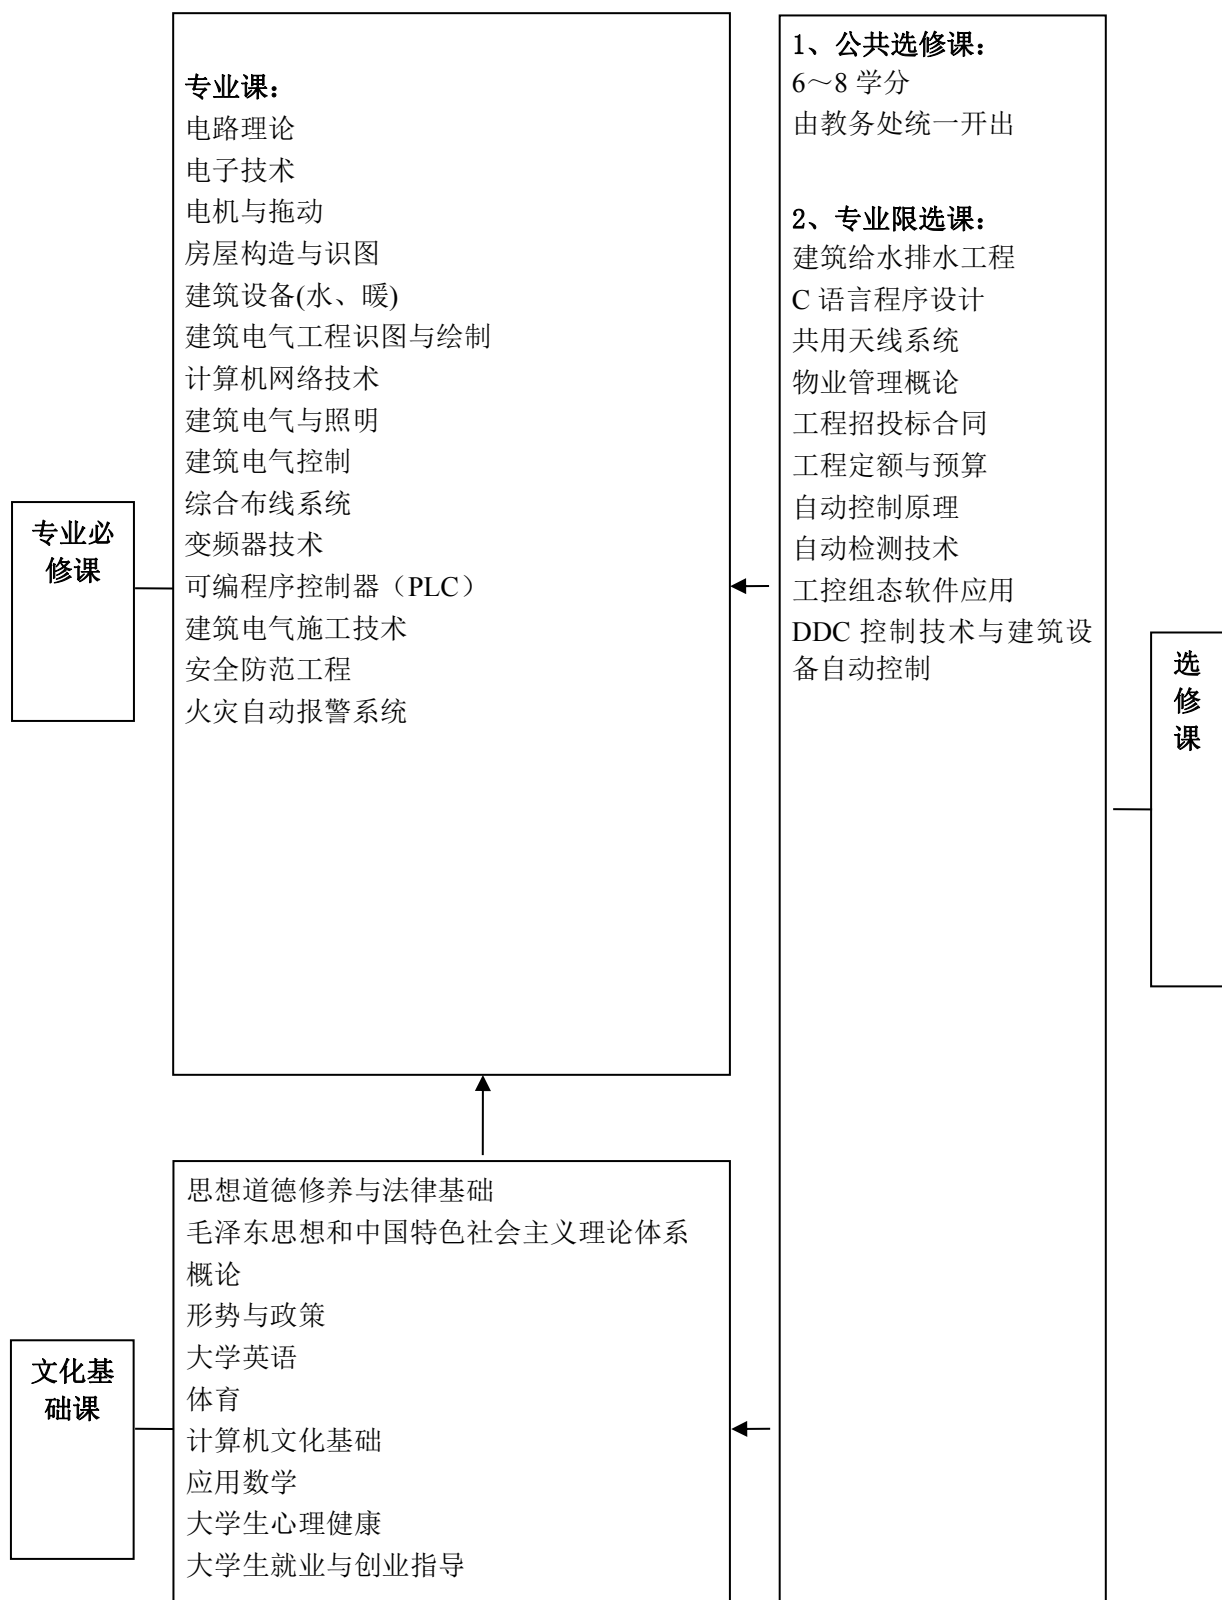 专业课：
电路理论
电子技术
电机与拖动
房屋构造与识图
建筑设备(水、暖)
建筑电气工程识图与绘制
计算机网络技术
建筑电气与照明
建筑电气控制
综合布线系统
变频器技术
可编程序控制器（PLC）
建筑电气施工技术
安全防范工程
火灾自动报警系统
专业必
修课
1、公共选修课：
6～8 学分
由教务处统一开出
2、专业限选课：
建筑给水排水工程
C 语言程序设计
共用天线系统
物业管理概论
工程招投标合同
工程定额与预算
自动控制原理
自动检测技术
工控组态软件应用
DDC 控制技术与建筑设
备自动控制
选
修
课
思想道德修养与法律基础
毛泽东思想和中国特色社会主义理论体系
概论
形势与政策
大学英语
体育
计算机文化基础
应用数学
大学生心理健康
大学生就业与创业指导
文化基
础课